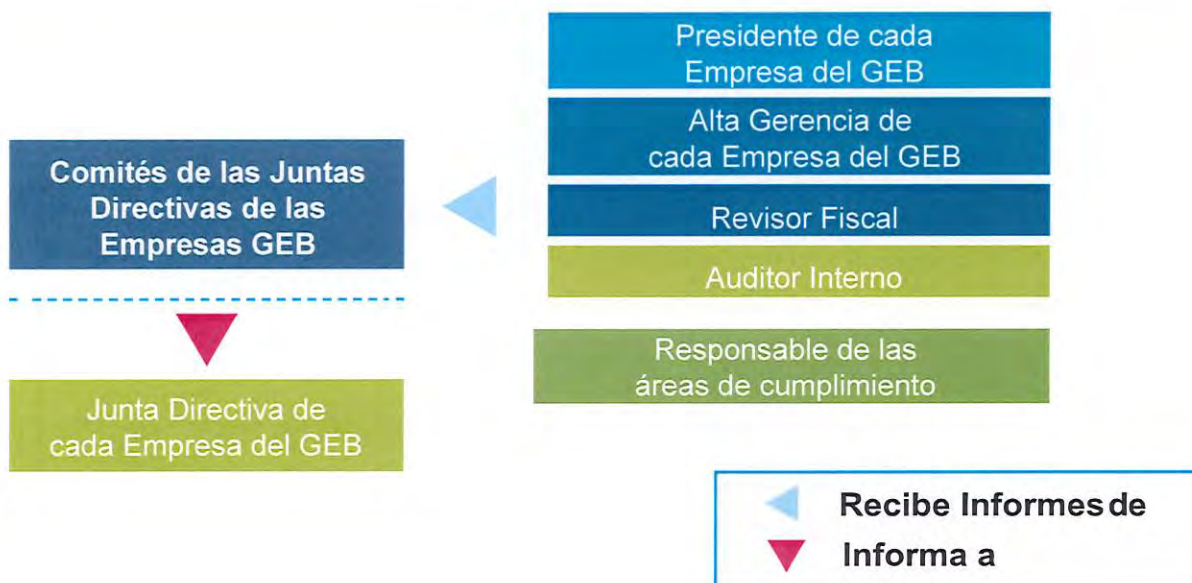 Presidente de cada
Empresa del GEB
Alta Gerencia de
cada Empresa del GEB
Revisor Fiscal
Auditor Interno
Responsable de las
áreas de cumplimiento
Comités de las Juntas
Directivas de las
Empresas GEB
Junta Directiva de
cada Empresa del GEB
Recibe Informes de
Informa a